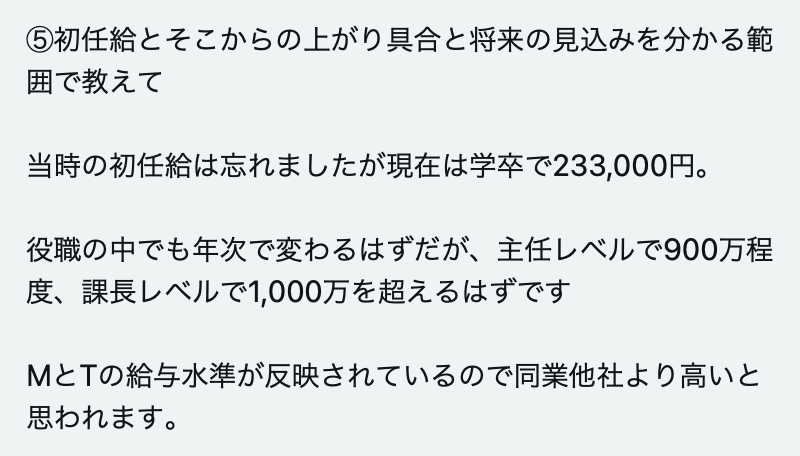 ⑤初任給とそこからの上がり具合と将来の見込みを分かる範
囲で教えて
当時の初任給は忘れましたが現在は学卒で233,000円。
役職の中でも年次で変わるはずだが、主任レベルで900万程
度、課長レベルで1,000万を超えるはずです
MとTの給与水準が反映されているので同業他社より高いと
思われます。